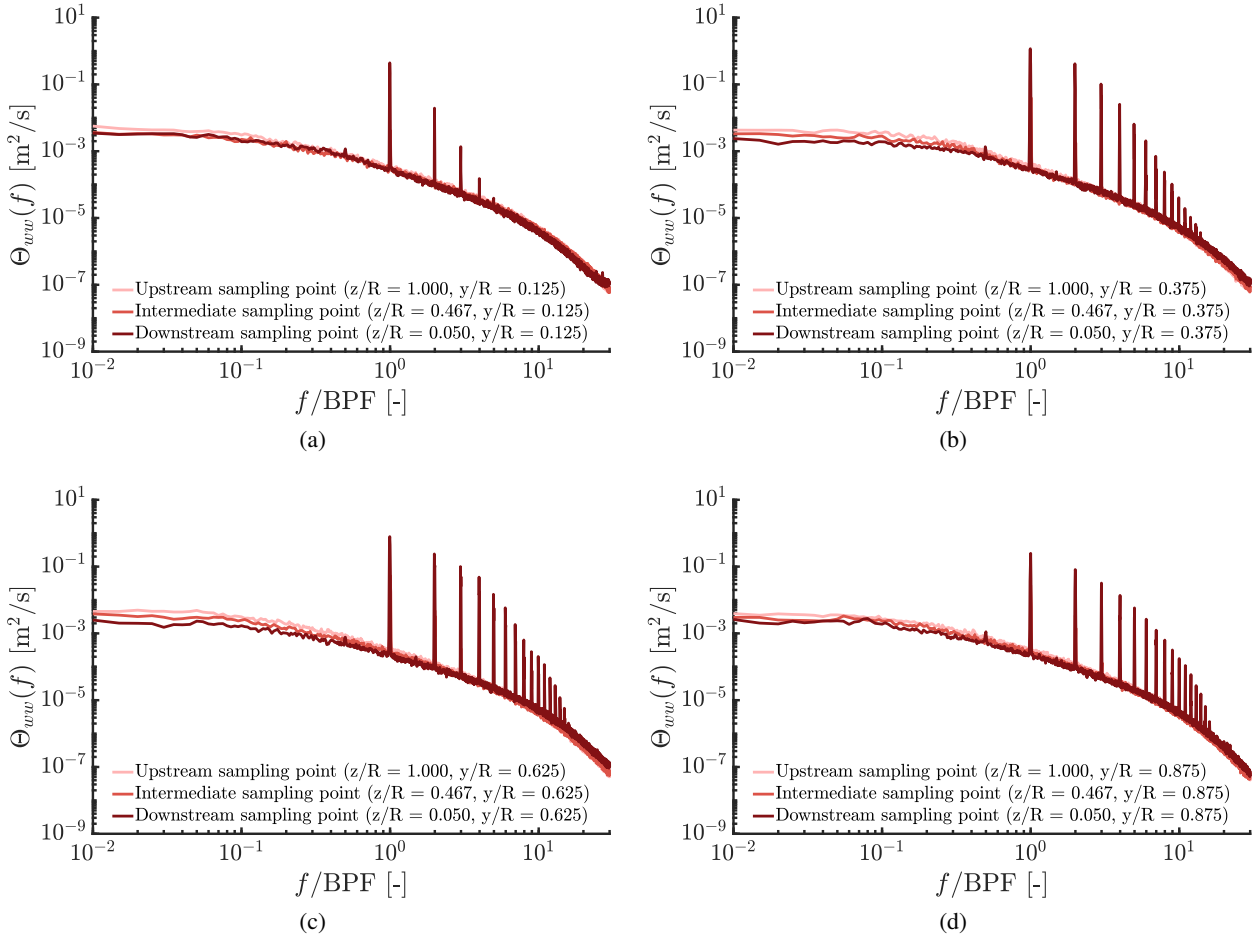 10^1
10^-1
10^-3
10^-5
10^-7
10^-9
Θ_ww(f) [m^2/s]
Upstream sampling point (z/R = 1.000, y/R = 0.125)
Intermediate sampling point (z/R = 0.467, y/R = 0.125)
Downstream sampling point (z/R = 0.050, y/R = 0.125)
10^-2 10^-1 10^0 10^1
f/BPF [-]
(a)
10^1
10^-1
10^-3
10^-5
10^-7
10^-9
Θ_ww(f) [m^2/s]
Upstream sampling point (z/R = 1.000, y/R = 0.375)
Intermediate sampling point (z/R = 0.467, y/R = 0.375)
Downstream sampling point (z/R = 0.050, y/R = 0.375)
10^-2 10^-1 10^0 10^1
f/BPF [-]
(b)
10^1
10^-1
10^-3
10^-5
10^-7
10^-9
Θ_ww(f) [m^2/s]
Upstream sampling point (z/R = 1.000, y/R = 0.625)
Intermediate sampling point (z/R = 0.467, y/R = 0.625)
Downstream sampling point (z/R = 0.050, y/R = 0.625)
10^-2 10^-1 10^0 10^1
f/BPF [-]
(c)
10^1
10^-1
10^-3
10^-5
10^-7
10^-9
Θ_ww(f) [m^2/s]
Upstream sampling point (z/R = 1.000, y/R = 0.875)
Intermediate sampling point (z/R = 0.467, y/R = 0.875)
Downstream sampling point (z/R = 0.050, y/R = 0.875)
10^-2 10^-1 10^0 10^1
f/BPF [-]
(d)